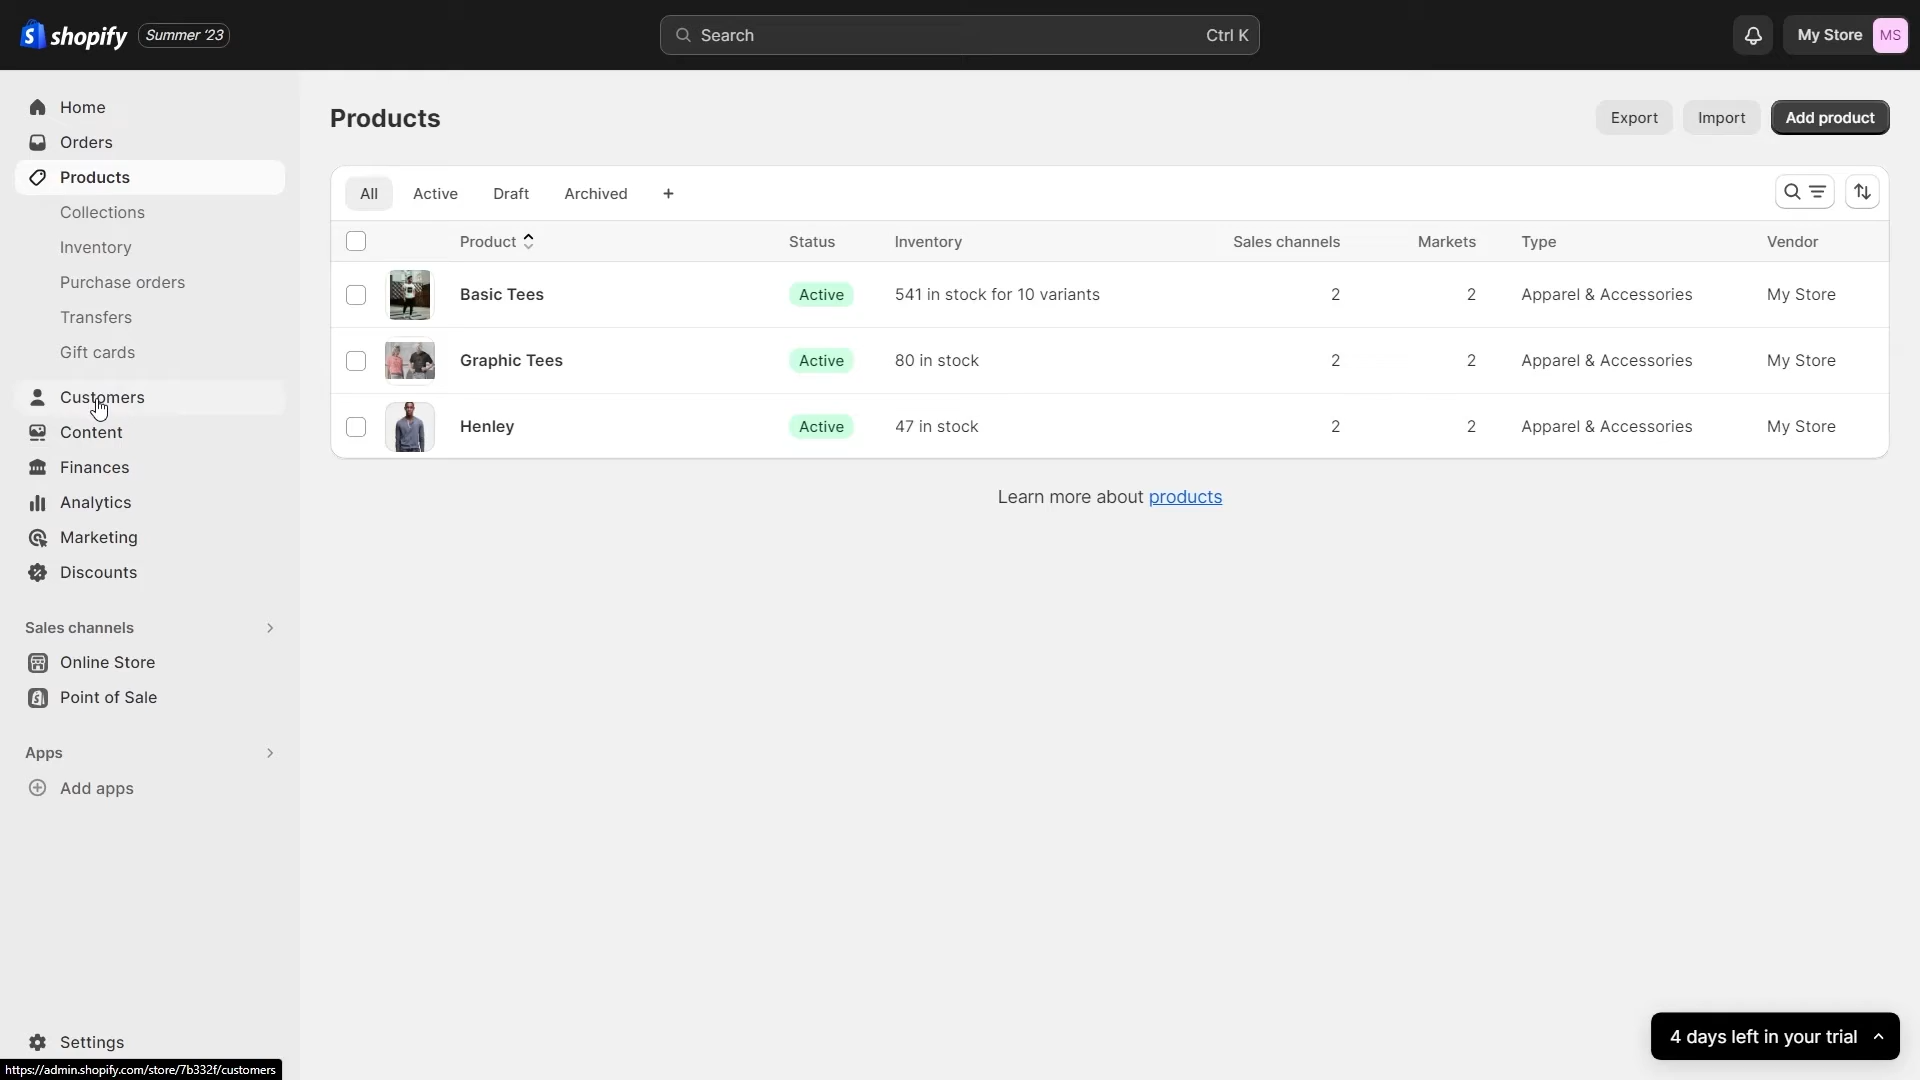 shopify Summer '23
Search Ctrl K
My Store MS
Home
Orders
Products
Collections
Inventory
Purchase orders
Transfers
Gift cards
Customers
Content
Finances
Analytics
Marketing
Discounts
Sales channels
Online Store
Point of Sale
Apps
Add apps
Settings
https://admin.shopify.com/store/7b332f/customers
Products
Export Import Add product
All Active Draft Archived +
Product Status Inventory Sales channels Markets Type Vendor
Basic Tees Active 541 in stock for 10 variants 2 2 Apparel & Accessories My Store
Graphic Tees Active 80 in stock 2 2 Apparel & Accessories My Store
Henley Active 47 in stock 2 2 Apparel & Accessories My Store
Learn more about products
4 days left in your trial